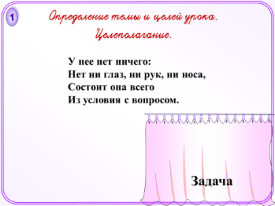 1
Определение темы и целей урока.
Целеполагание.
У нее нет ничего:
Нет ни глаз, ни рук, ни носа,
Состоит она всего
Из условия с вопросом.
Задача